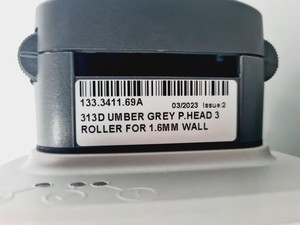 133.3411.69A 03/2023 Issue:2
313D UMBER GREY P.HEAD 3
ROLLER FOR 1.6MM WALL